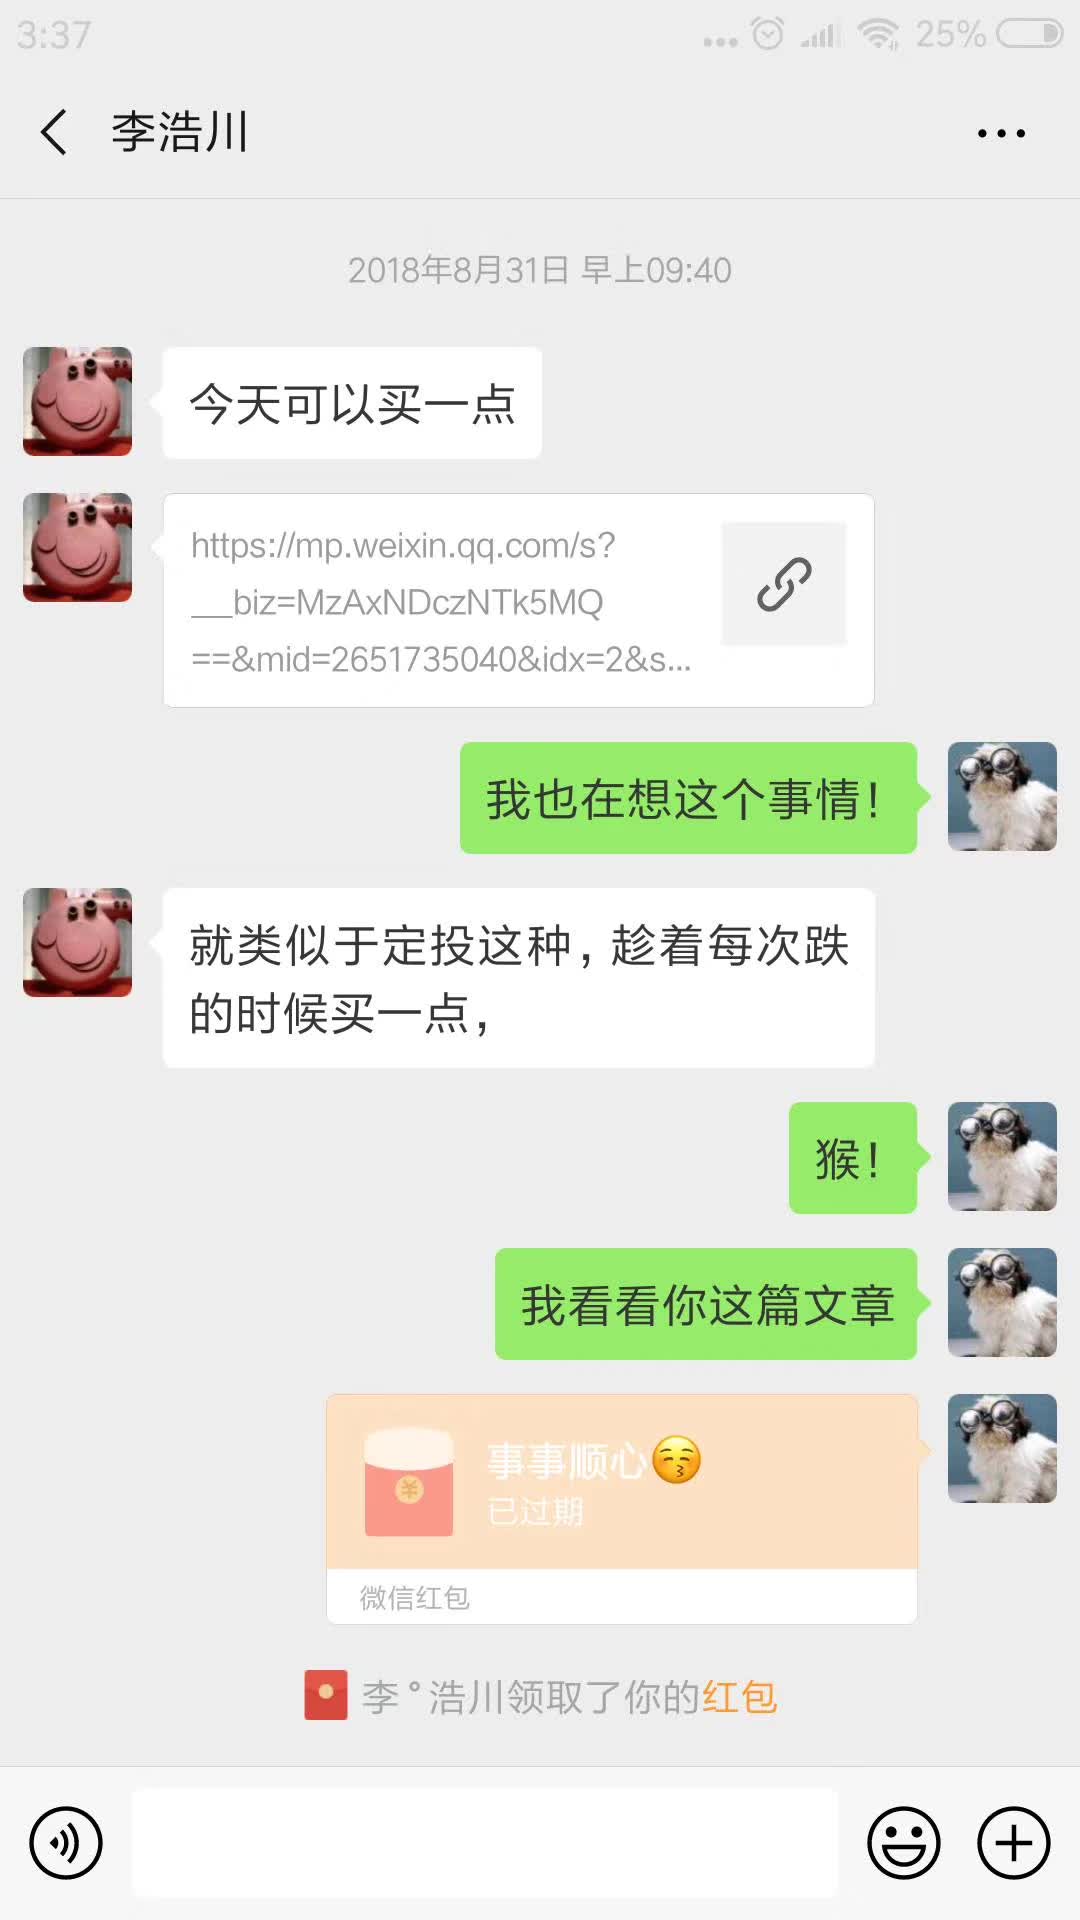 3:37
25%
李浩川
2018年8月31日 早上09:40
今天可以买一点
https://mp.weixin.qq.com/s?
__biz=MzAxNDczNTk5MQ
==&mid=2651735040&idx=2&s...
我也在想这个事情！
就类似于定投这种，趁着每次跌
的时候买一点，
猴！
我看看你这篇文章
事事顺心😚
已过期
微信红包
李°浩川领取了你的红包